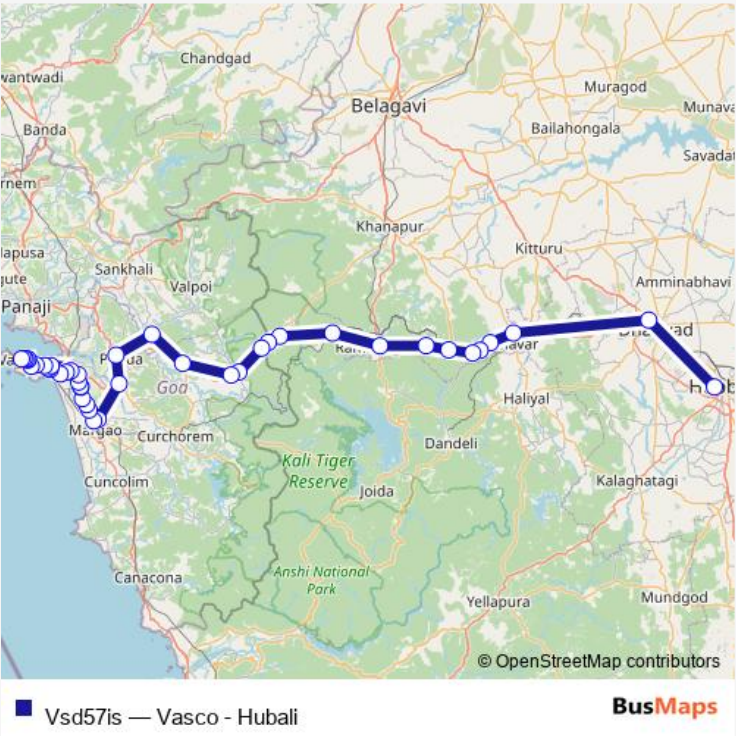 Chandgad
wantwadi
Muragod
Belagavi
Munava
Banda
Bailahongala
Savadat
rnem
Khanapur
Kitturu
apusa
Sankhali
gute
Valpoi
Amminabhavi
Panaji
Goa
Haliyal
Margao
Curchorem
Dandeli
Kali Tiger
Reserve
Cuncolim
Joida
Kalaghatagi
Anshi National
Park
Canacona
Yellapura
Mundgod
© OpenStreetMap contributors
Vsd57is — Vasco - Hubali
BusMaps